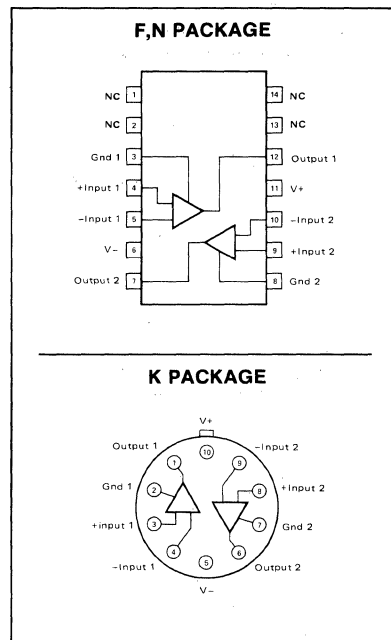 F,N PACKAGE
NC 1 14 NC
NC 2 13 NC
Gnd 1 3 12 Output 1
+Input 1 4 11 V+
−Input 1 5 10 −Input 2
V− 6 9 +Input 2
Output 2 7 8 Gnd 2
K PACKAGE
V+
Output 1 1 10 9 −Input 2
Gnd 1 2 8 +Input 2
+input 1 3 7 Gnd 2
−Input 1 4 5 6 Output 2
V−